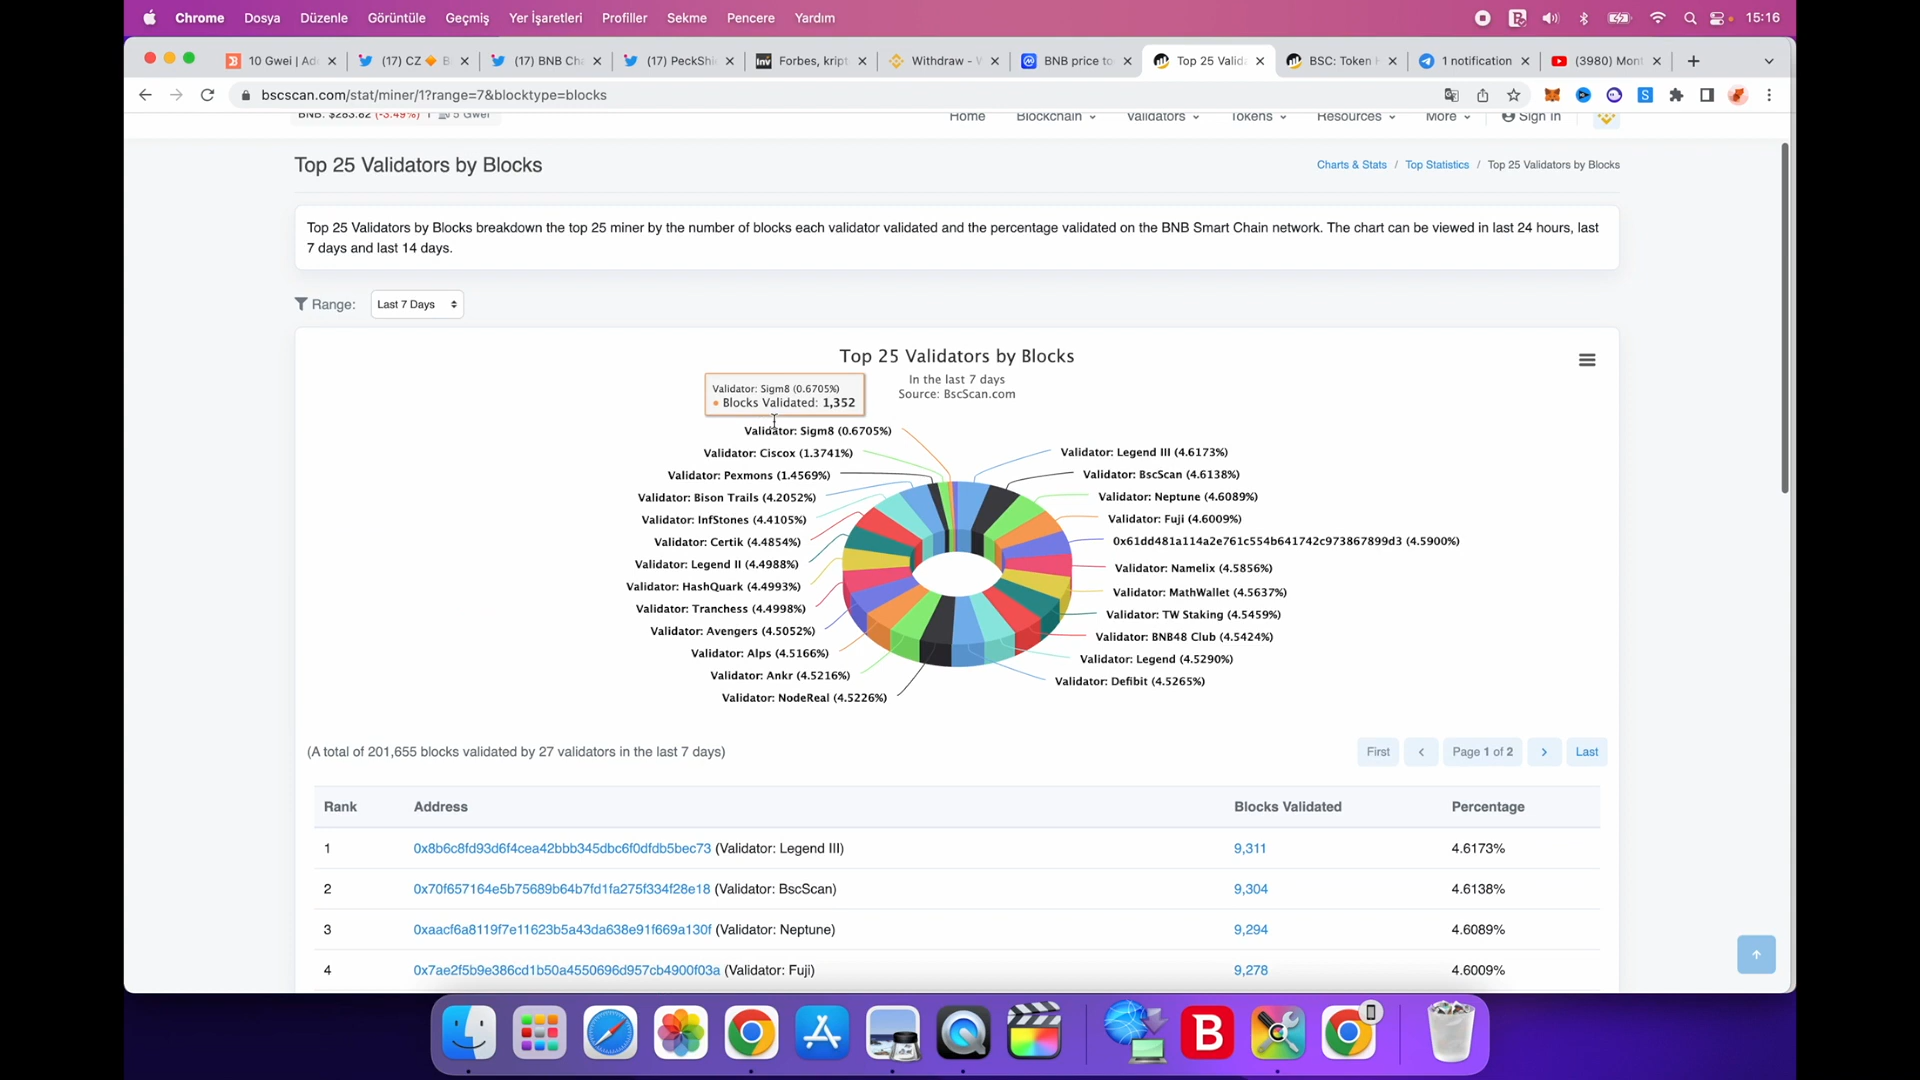 Chrome Dosya Düzenle Görüntüle Geçmiş Yer İşaretleri Profiller Sekme Pencere Yardım 15:16
10 Gwei | Ad (17) CZ 🔶 B (17) BNB Cha (17) PeckShie Forbes, kript Withdraw - W BNB price to Top 25 Valid BSC: Token H 1 notification (3980) Mont
bscscan.com/stat/miner/1?range=7&blocktype=blocks
BNB: $283.82 (-3.49%) | 5 Gwei Home Blockchain Validators Tokens Resources More Sign In
Top 25 Validators by Blocks
Charts & Stats / Top Statistics / Top 25 Validators by Blocks
Top 25 Validators by Blocks breakdown the top 25 miner by the number of blocks each validator validated and the percentage validated on the BNB Smart Chain network. The chart can be viewed in last 24 hours, last
7 days and last 14 days.
Range: Last 7 Days
Top 25 Validators by Blocks
In the last 7 days
Source: BscScan.com
Validator: Sigm8 (0.6705%)
Blocks Validated: 1,352
Validator: Sigm8 (0.6705%)
Validator: Ciscox (1.3741%)
Validator: Pexmons (1.4569%)
Validator: Bison Trails (4.2052%)
Validator: InfStones (4.4105%)
Validator: Certik (4.4854%)
Validator: Legend II (4.4988%)
Validator: HashQuark (4.4993%)
Validator: Tranchess (4.4998%)
Validator: Avengers (4.5052%)
Validator: Alps (4.5166%)
Validator: Ankr (4.5216%)
Validator: NodeReal (4.5226%)
Validator: Legend III (4.6173%)
Validator: BscScan (4.6138%)
Validator: Neptune (4.6089%)
Validator: Fuji (4.6009%)
0x61dd481a114a2e761c554b641742c973867899d3 (4.5900%)
Validator: Namelix (4.5856%)
Validator: MathWallet (4.5637%)
Validator: TW Staking (4.5459%)
Validator: BNB48 Club (4.5424%)
Validator: Legend (4.5290%)
Validator: Defibit (4.5265%)
(A total of 201,655 blocks validated by 27 validators in the last 7 days)
First Page 1 of 2 Last
Rank Address Blocks Validated Percentage
1 0x8b6c8fd93d6f4cea42bbb345dbc6f0dfdb5bec73 (Validator: Legend III) 9,311 4.6173%
2 0x70f657164e5b75689b64b7fd1fa275f334f28e18 (Validator: BscScan) 9,304 4.6138%
3 0xaacf6a8119f7e11623b5a43da638e91f669a130f (Validator: Neptune) 9,294 4.6089%
4 0x7ae2f5b9e386cd1b50a4550696d957cb4900f03a (Validator: Fuji) 9,278 4.6009%